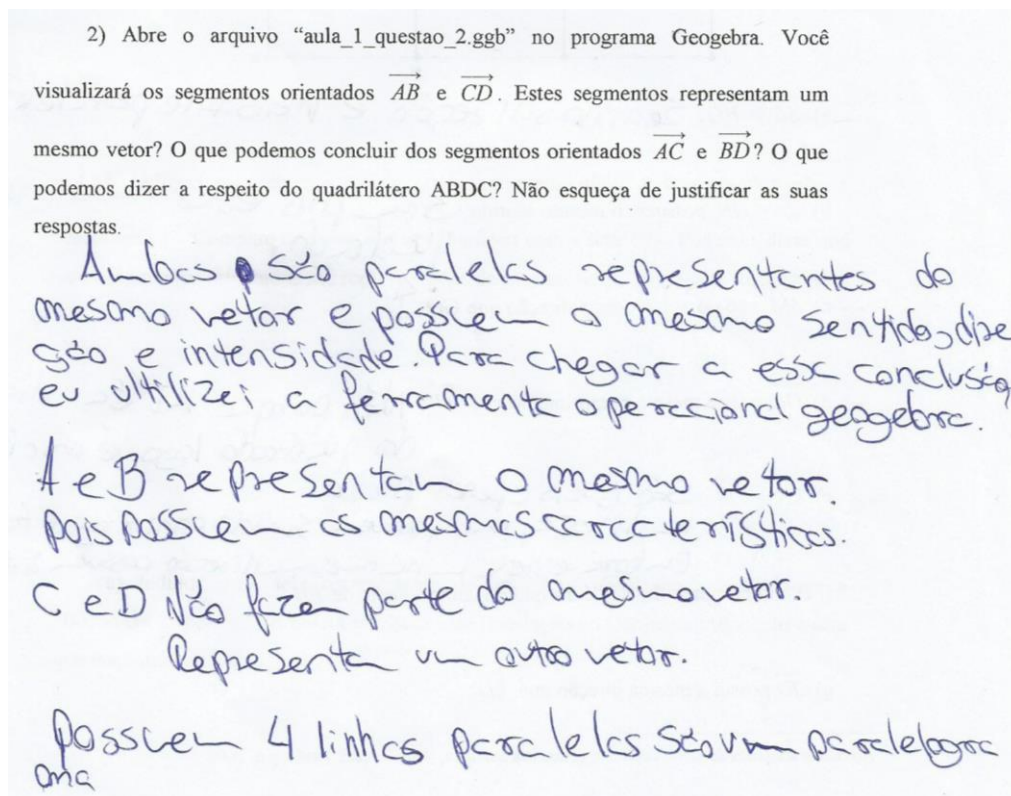 2) Abre o arquivo “aula_1_questao_2.ggb” no programa Geogebra. Você
visualizará os segmentos orientados AB e CD. Estes segmentos representam um
mesmo vetor? O que podemos concluir dos segmentos orientados AC e BD? O que
podemos dizer a respeito do quadrilátero ABDC? Não esqueça de justificar as suas
respostas.
Ambas são paralelas representantes do
mesmo vetor e possuem o mesmo sentido, dire
ção e intensidade. Para chegar a essa conclusão,
eu ultilizei a ferramenta operacional geogebra.
A e B representam o mesmo vetor.
pois possuem as mesmas características.
C e D Não fazem parte do mesmo vetor.
Representa um outro vetor.
Possuem 4 linhas paralelas são um paralelogra
ma